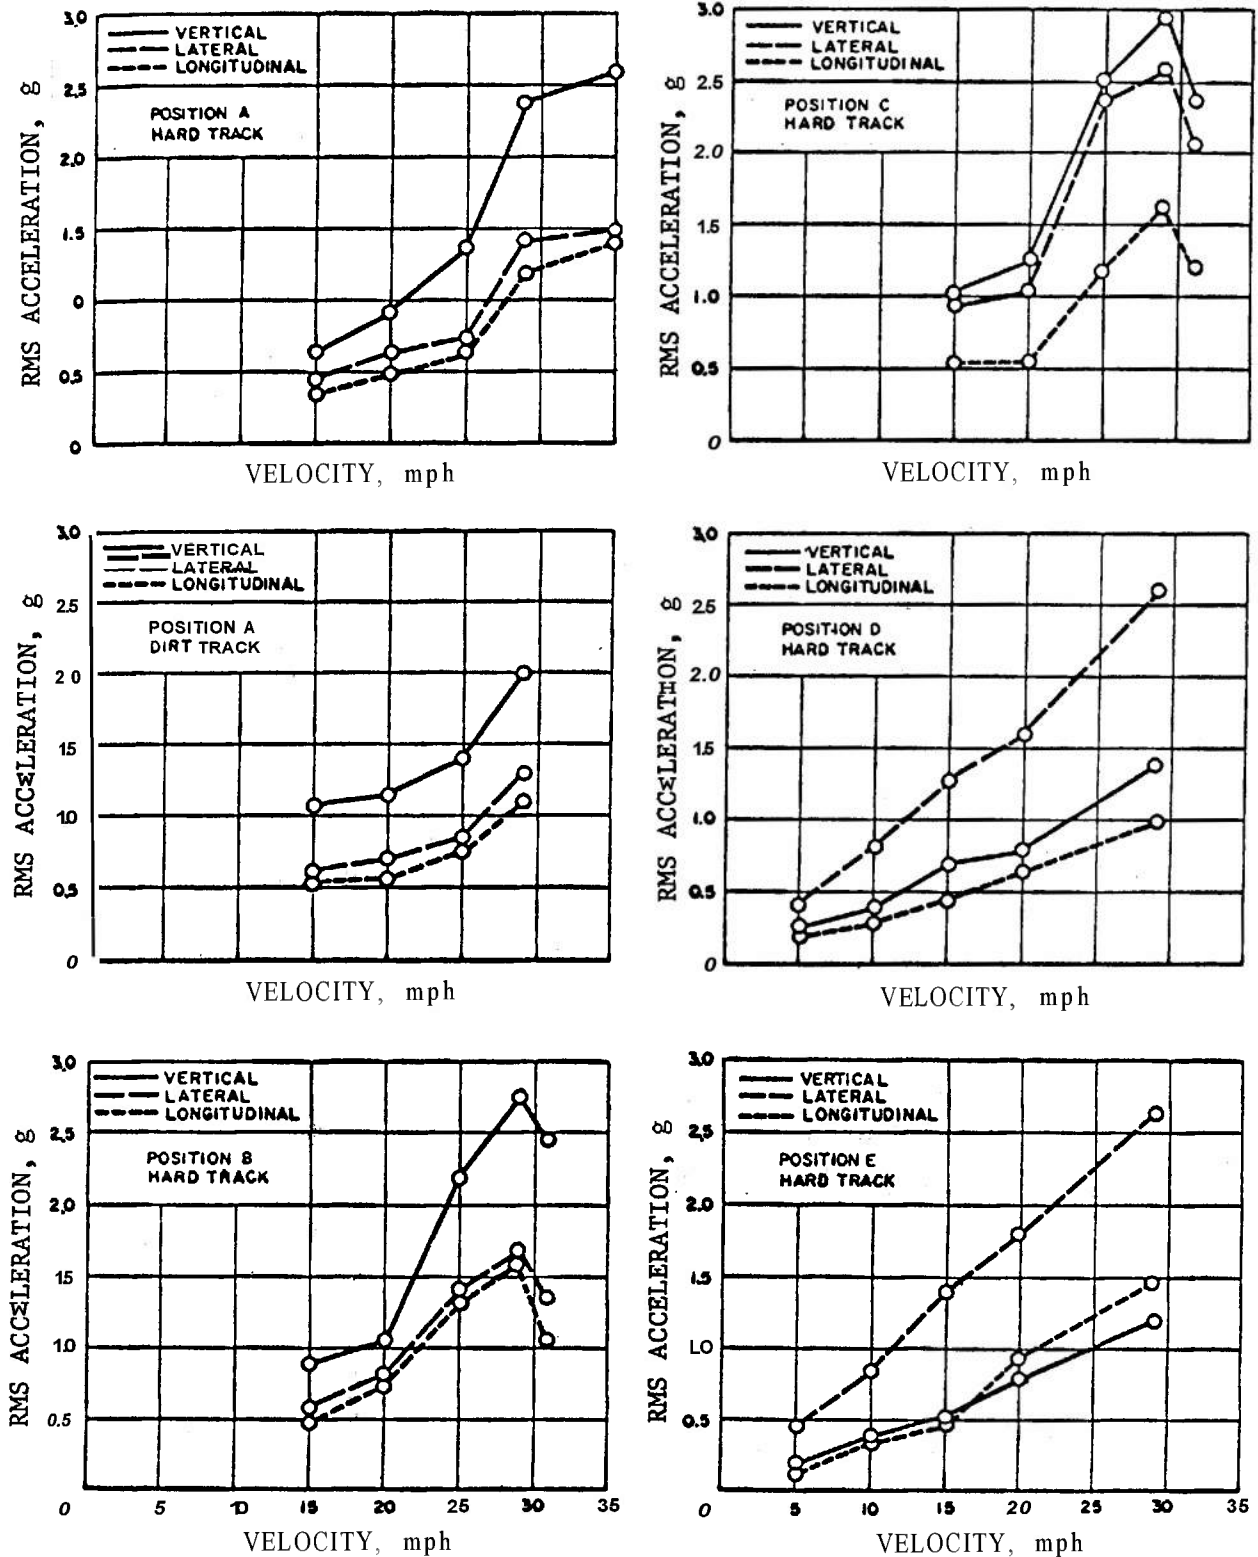 3.0
VERTICAL
LATERAL
LONGITUDINAL
2.5
POSITION A
HARD TRACK
2.0
1.5
0
0.5
0
RMS ACCELERATION, g
VELOCITY, mph
3.0
VERTICAL
LATERAL
LONGITUDINAL
2.5
POSITION C
HARD TRACK
2.0
1.5
1.0
0.5
0
RMS ACCELERATION, g
VELOCITY, mph
3.0
VERTICAL
LATERAL
LONGITUDINAL
2.5
POSITION A
DIRT TRACK
2 0
15
10
0,5
0
RMS ACCΣLERATION, g
VELOCITY, mph
3.0
VERTICAL
LATERAL
LONGITUDINAL
2.5
POSITION D
HARD TRACK
2.0
1.5
1.0
0.5
0
RMS ACCΣLERATION, g
VELOCITY, mph
3.0
VERTICAL
LATERAL
LONGITUDINAL
2,5
POSITION B
HARD TRACK
2.0
15
1.0
0.5
0 5 10 15 20 25 30 35
RMS ACCΣLERATION, g
VELOCITY, mph
3.0
VERTICAL
LATERAL
LONGITUDINAL
2.5
POSITION E
HARD TRACK
2.0
1.5
1.0
0.5
0 5 10 15 20 25 30 35
RMS ACCELERATION, g
VELOCITY, mph